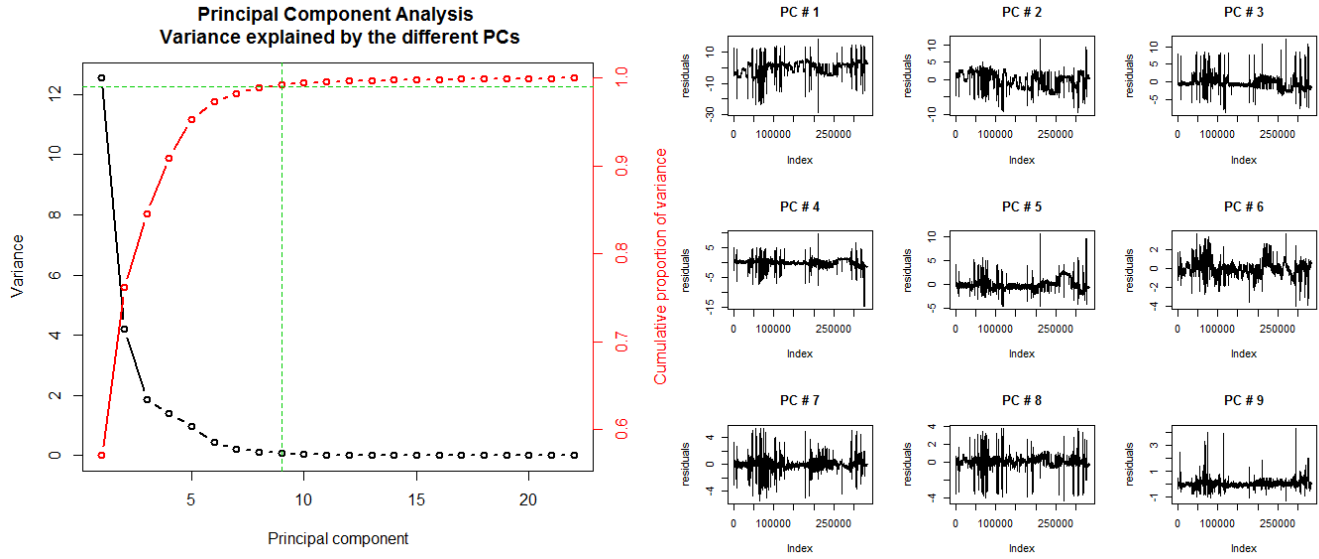 Principal Component Analysis
Variance explained by the different PCs
Variance
0 2 4 6 8 10 12
5 10 15 20
Principal component
0.6 0.7 0.8 0.9 1.0
Cumulative proportion of variance
PC # 1
residuals
-30 -10 10
0 100000 250000
Index
PC # 2
residuals
-10 0 5 10
0 100000 250000
Index
PC # 3
residuals
-5 0 5 10
0 100000 250000
Index
PC # 4
residuals
-15 -5 5
0 100000 250000
Index
PC # 5
residuals
-5 0 5 10
0 100000 250000
Index
PC # 6
residuals
-4 -2 0 2
0 100000 250000
Index
PC # 7
residuals
-4 0 2 4
0 100000 250000
Index
PC # 8
residuals
-4 0 2 4
0 100000 250000
Index
PC # 9
residuals
-1 1 3
0 100000 250000
Index